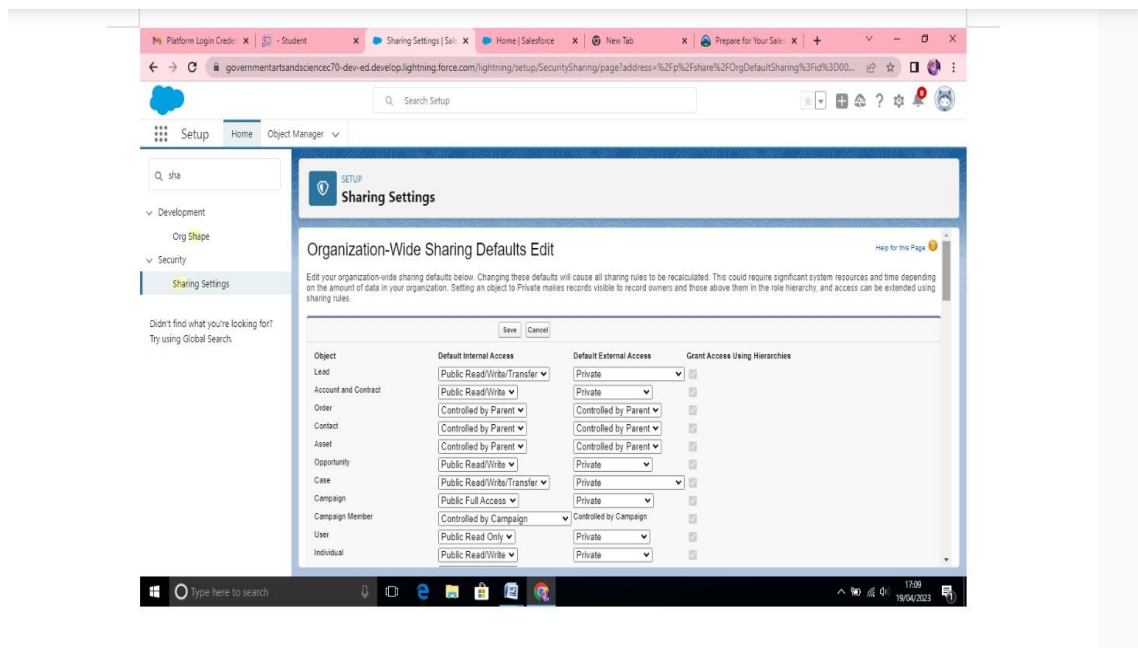 Platform Login Creder - Student Sharing Settings | Sale Home | Salesforce New Tab Prepare for Your Sales
governmentartsandsciencec70-dev-ed.develop.lightning.force.com/lightning/setup/SecuritySharing/page?address=%2Fp%2Fshare%2FOrgDefaultSharing%3Fid%3D00...
Search Setup
Setup Home Object Manager
sha
Development
Org Shape
Security
Sharing Settings
Didn't find what you're looking for?
Try using Global Search.
SETUP
Sharing Settings
Organization-Wide Sharing Defaults Edit
Help for this Page
Edit your organization-wide sharing defaults below. Changing these defaults will cause all sharing rules to be recalculated. This could require significant system resources and time depending
on the amount of data in your organization. Setting an object to Private makes records visible to record owners and those above them in the role hierarchy, and access can be extended using
sharing rules.
Save Cancel
Object Default Internal Access Default External Access Grant Access Using Hierarchies
Lead Public Read/Write/Transfer Private
Account and Contract Public Read/Write Private
Order Controlled by Parent Controlled by Parent
Contact Controlled by Parent Controlled by Parent
Asset Controlled by Parent Controlled by Parent
Opportunity Public Read/Write Private
Case Public Read/Write/Transfer Private
Campaign Public Full Access Private
Campaign Member Controlled by Campaign Controlled by Campaign
User Public Read Only Private
Individual Public Read/Write Private
Type here to search
17:09
19/04/2023